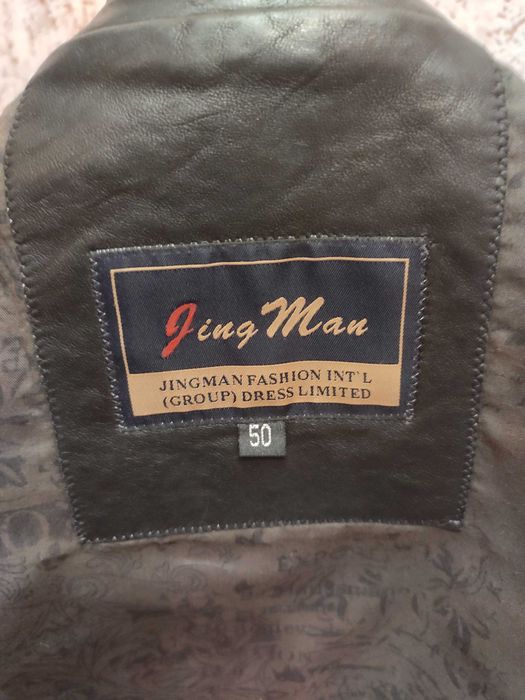 Jing Man
JINGMAN FASHION INT'L
(GROUP) DRESS LIMITED
50